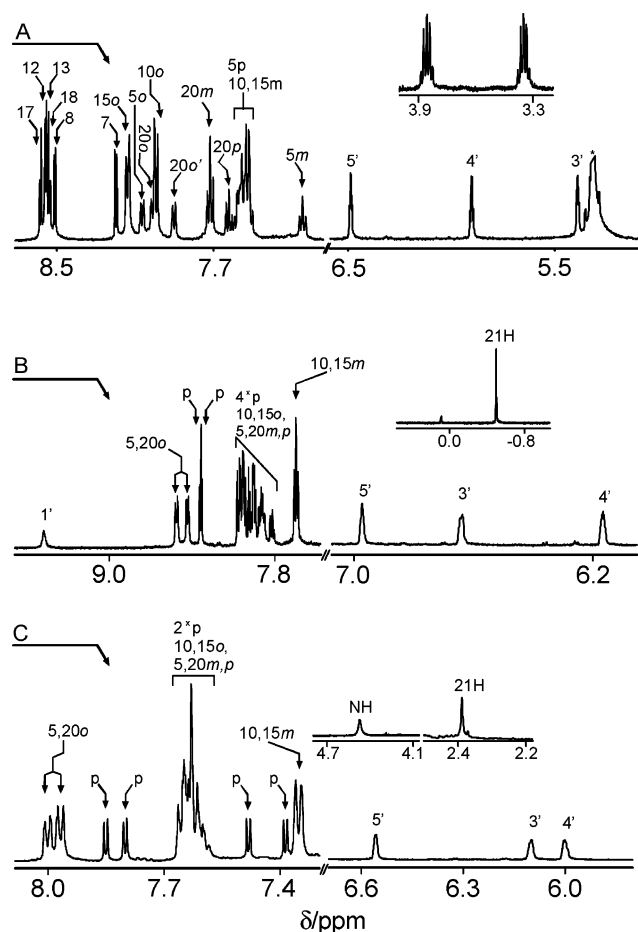 A
12 13
17 18 8
7
15o
5o
20o
10o
20o'
20m
20p
5p
10,15m
5m
5' 4' 3' *
3.9 3.3
8.5 7.7 6.5 5.5
B
1'
5,20o
p p
4xp
10,15o,
5,20m,p
10,15m
21H
0.0 -0.8
5' 3' 4'
9.0 7.8 7.0 6.2
C
5,20o
p p
2xp
10,15o,
5,20m,p
p p
10,15m
NH 21H
4.7 4.1 2.4 2.2
5' 3' 4'
8.0 7.7 7.4 6.6 6.3 6.0
δ/ppm